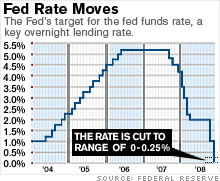 Fed Rate Moves
The Fed's target for the fed funds rate, a
key overnight lending rate.
5.5%
5.0%
4.5%
4.0%
3.5%
3.0%
2.5%
2.0%
1.5%
1.0%
0.5%
0.0%
THE RATE IS CUT TO
RANGE OF 0-0.25%
'04 '05 '06 '07 '08
SOURCE: FEDERAL RESERVE